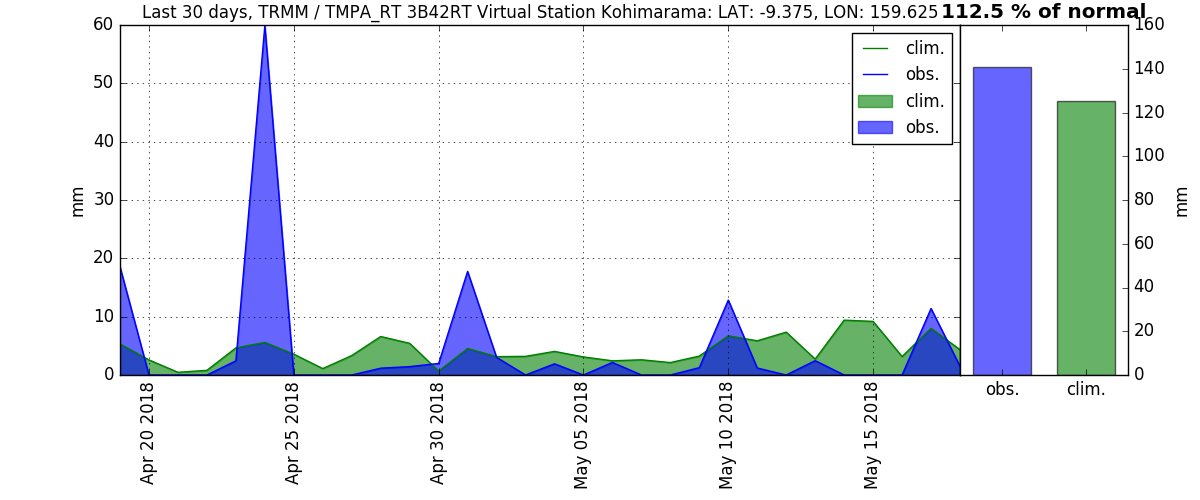 Last 30 days, TRMM / TMPA_RT 3B42RT Virtual Station Kohimarama: LAT: -9.375, LON: 159.625 112.5 % of normal
60
50
40
30
20
10
0
mm
clim.
obs.
clim.
obs.
160
140
120
100
80
60
40
20
0
mm
Apr 20 2018
Apr 25 2018
Apr 30 2018
May 05 2018
May 10 2018
May 15 2018
obs.
clim.